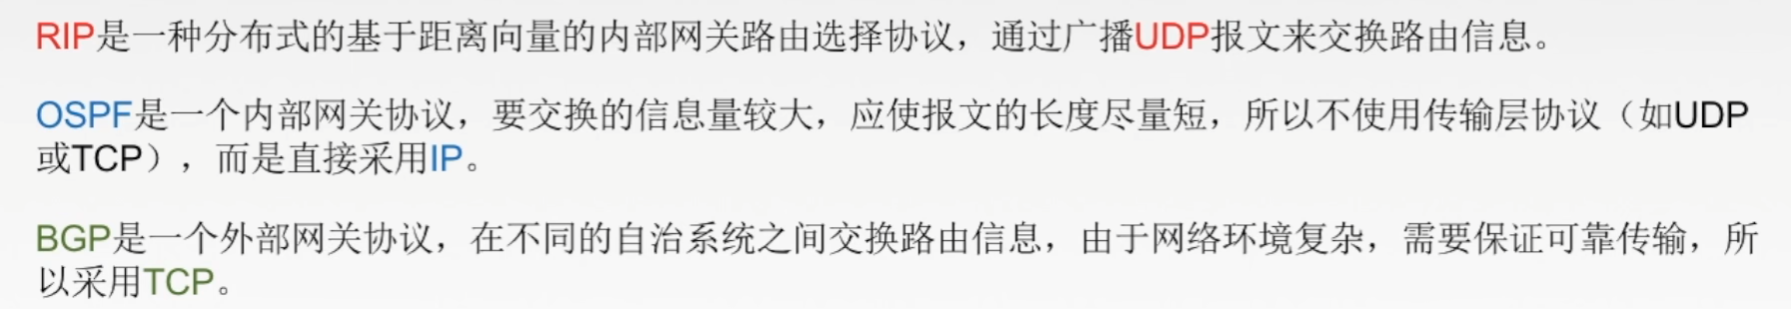 RIP是一种分布式的基于距离向量的内部网关路由选择协议，通过广播UDP报文来交换路由信息。
OSPF是一个内部网关协议，要交换的信息量较大，应使报文的长度尽量短，所以不使用传输层协议（如UDP
或TCP），而是直接采用IP。
BGP是一个外部网关协议，在不同的自治系统之间交换路由信息，由于网络环境复杂，需要保证可靠传输，所
以采用TCP。